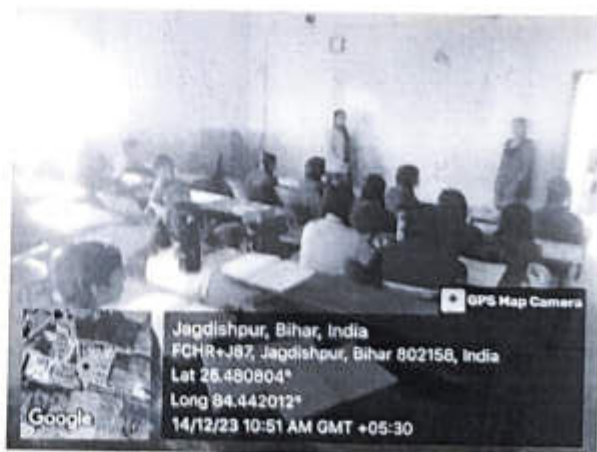 GPS Map Camera
Jagdishpur, Bihar, India
FCHR+J87, Jagdishpur, Bihar 802158, India
Lat 26.480804°
Long 84.442012°
14/12/23 10:51 AM GMT +05:30
Google